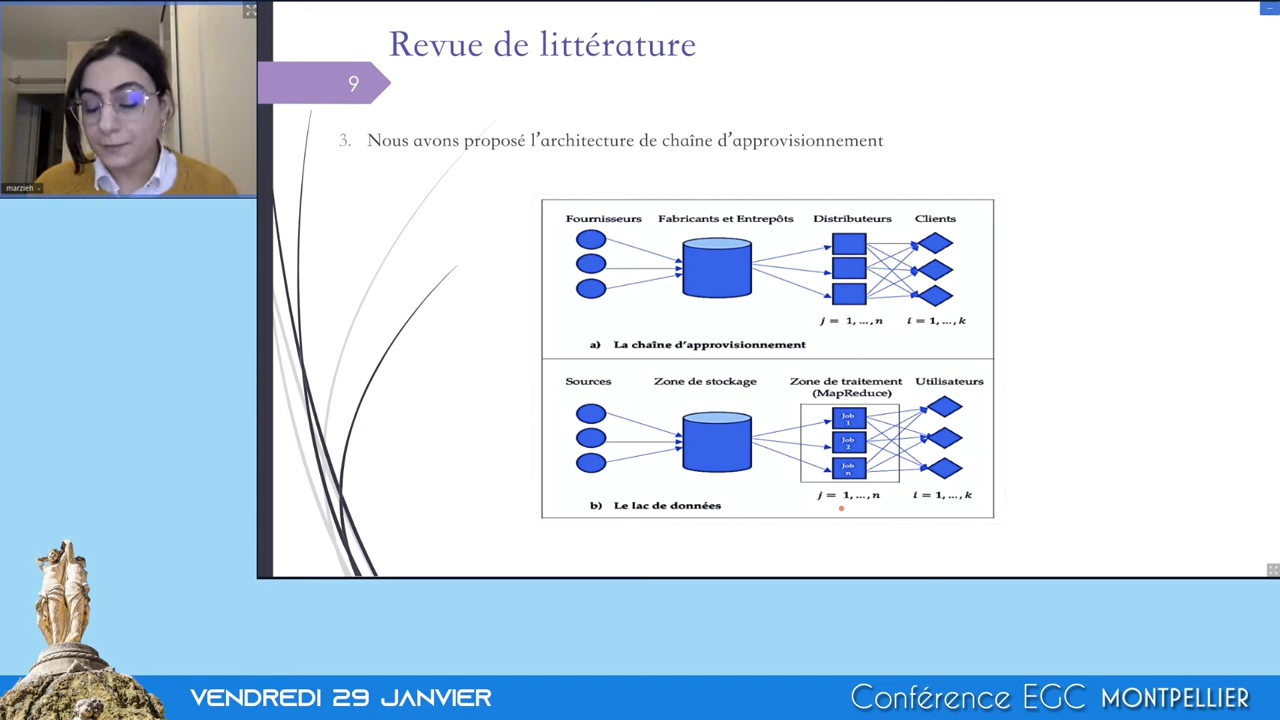 Revue de littérature
9
marzieh
3. Nous avons proposé l'architecture de chaîne d'approvisionnement
Fournisseurs Fabricants et Entrepôts Distributeurs Clients
j = 1, ..., n i = 1, ..., k
a) La chaîne d'approvisionnement
Sources Zone de stockage Zone de traitement Utilisateurs
(MapReduce)
Job
1
Job
2
Job
n
j = 1, ..., n i = 1, ..., k
b) Le lac de données
VENDREDI 29 JANVIER
Conférence EGC MONTPELLIER